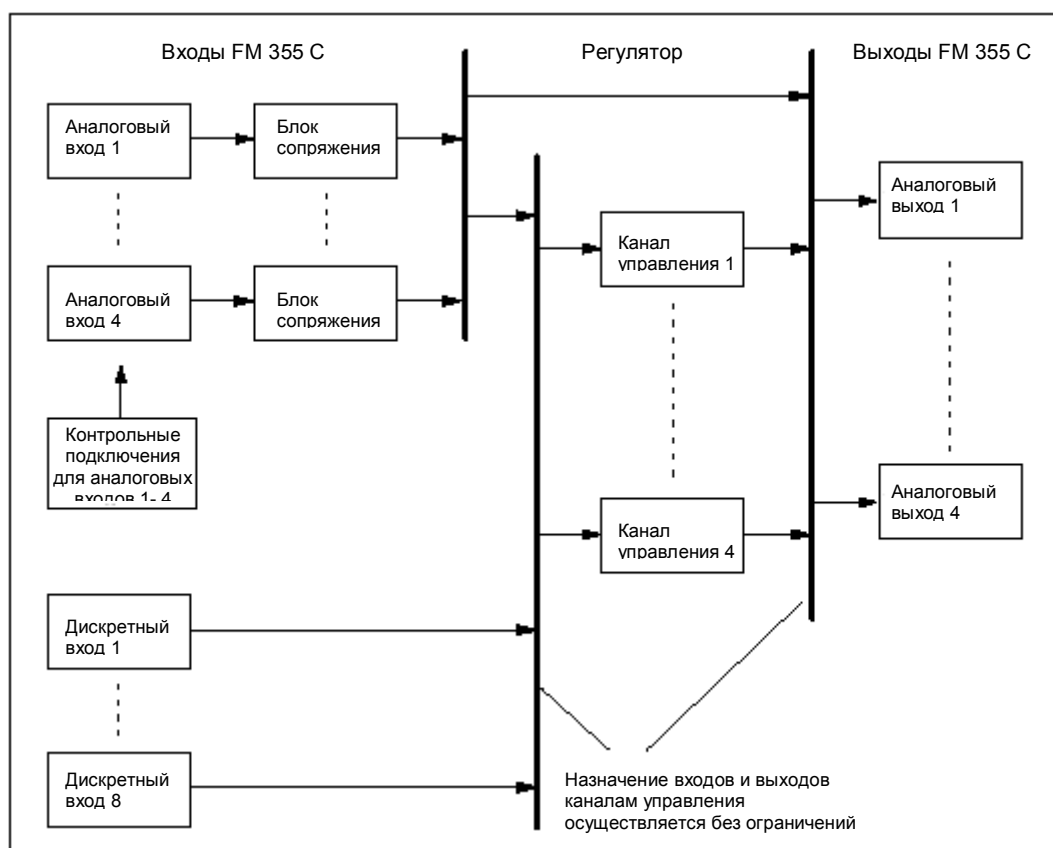 Входы FM 355 C
Регулятор
Выходы FM 355 C
Аналоговый
вход 1
Блок
сопряжения
Аналоговый
выход 1
Канал
управления 1
Аналоговый
вход 4
Блок
сопряжения
Контрольные
подключения
для аналоговых
входов 1- 4
Аналоговый
выход 4
Канал
управления 4
Дискретный
вход 1
Дискретный
вход 8
Назначение входов и выходов
каналам управления
осуществляется без ограничений